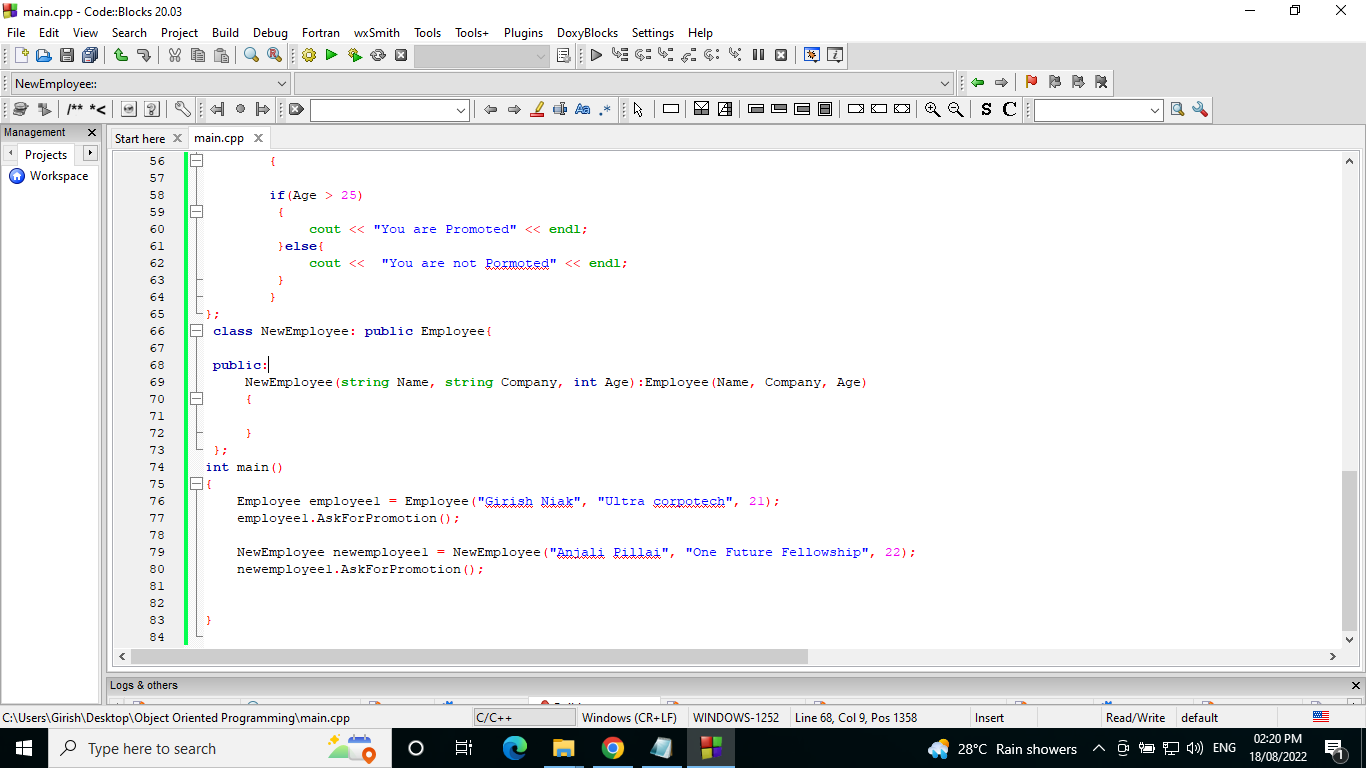 main.cpp - Code::Blocks 20.03
File Edit View Search Project Build Debug Fortran wxSmith Tools Tools+ Plugins DoxyBlocks Settings Help
NewEmployee::
/** *<
Aa .*
S C
Management
Projects
Workspace
Start here main.cpp
56 {
57
58 if(Age > 25)
59 {
60 cout << "You are Promoted" << endl;
61 }else{
62 cout << "You are not Pormoted" << endl;
63 }
64 }
65 };
66 class NewEmployee: public Employee{
67
68 public:
69 NewEmployee(string Name, string Company, int Age):Employee(Name, Company, Age)
70 {
71
72 }
73 };
74 int main()
75 {
76 Employee employee1 = Employee("Girish Niak", "Ultra corpotech", 21);
77 employee1.AskForPromotion();
78
79 NewEmployee newemployee1 = NewEmployee("Anjali Pillai", "One Future Fellowship", 22);
80 newemployee1.AskForPromotion();
81
82
83 }
84
Logs & others
C:\Users\Girish\Desktop\Object Oriented Programming\main.cpp C/C++ Windows (CR+LF) WINDOWS-1252 Line 68, Col 9, Pos 1358 Insert Read/Write default
Type here to search
28°C Rain showers
ENG
02:20 PM
18/08/2022
1